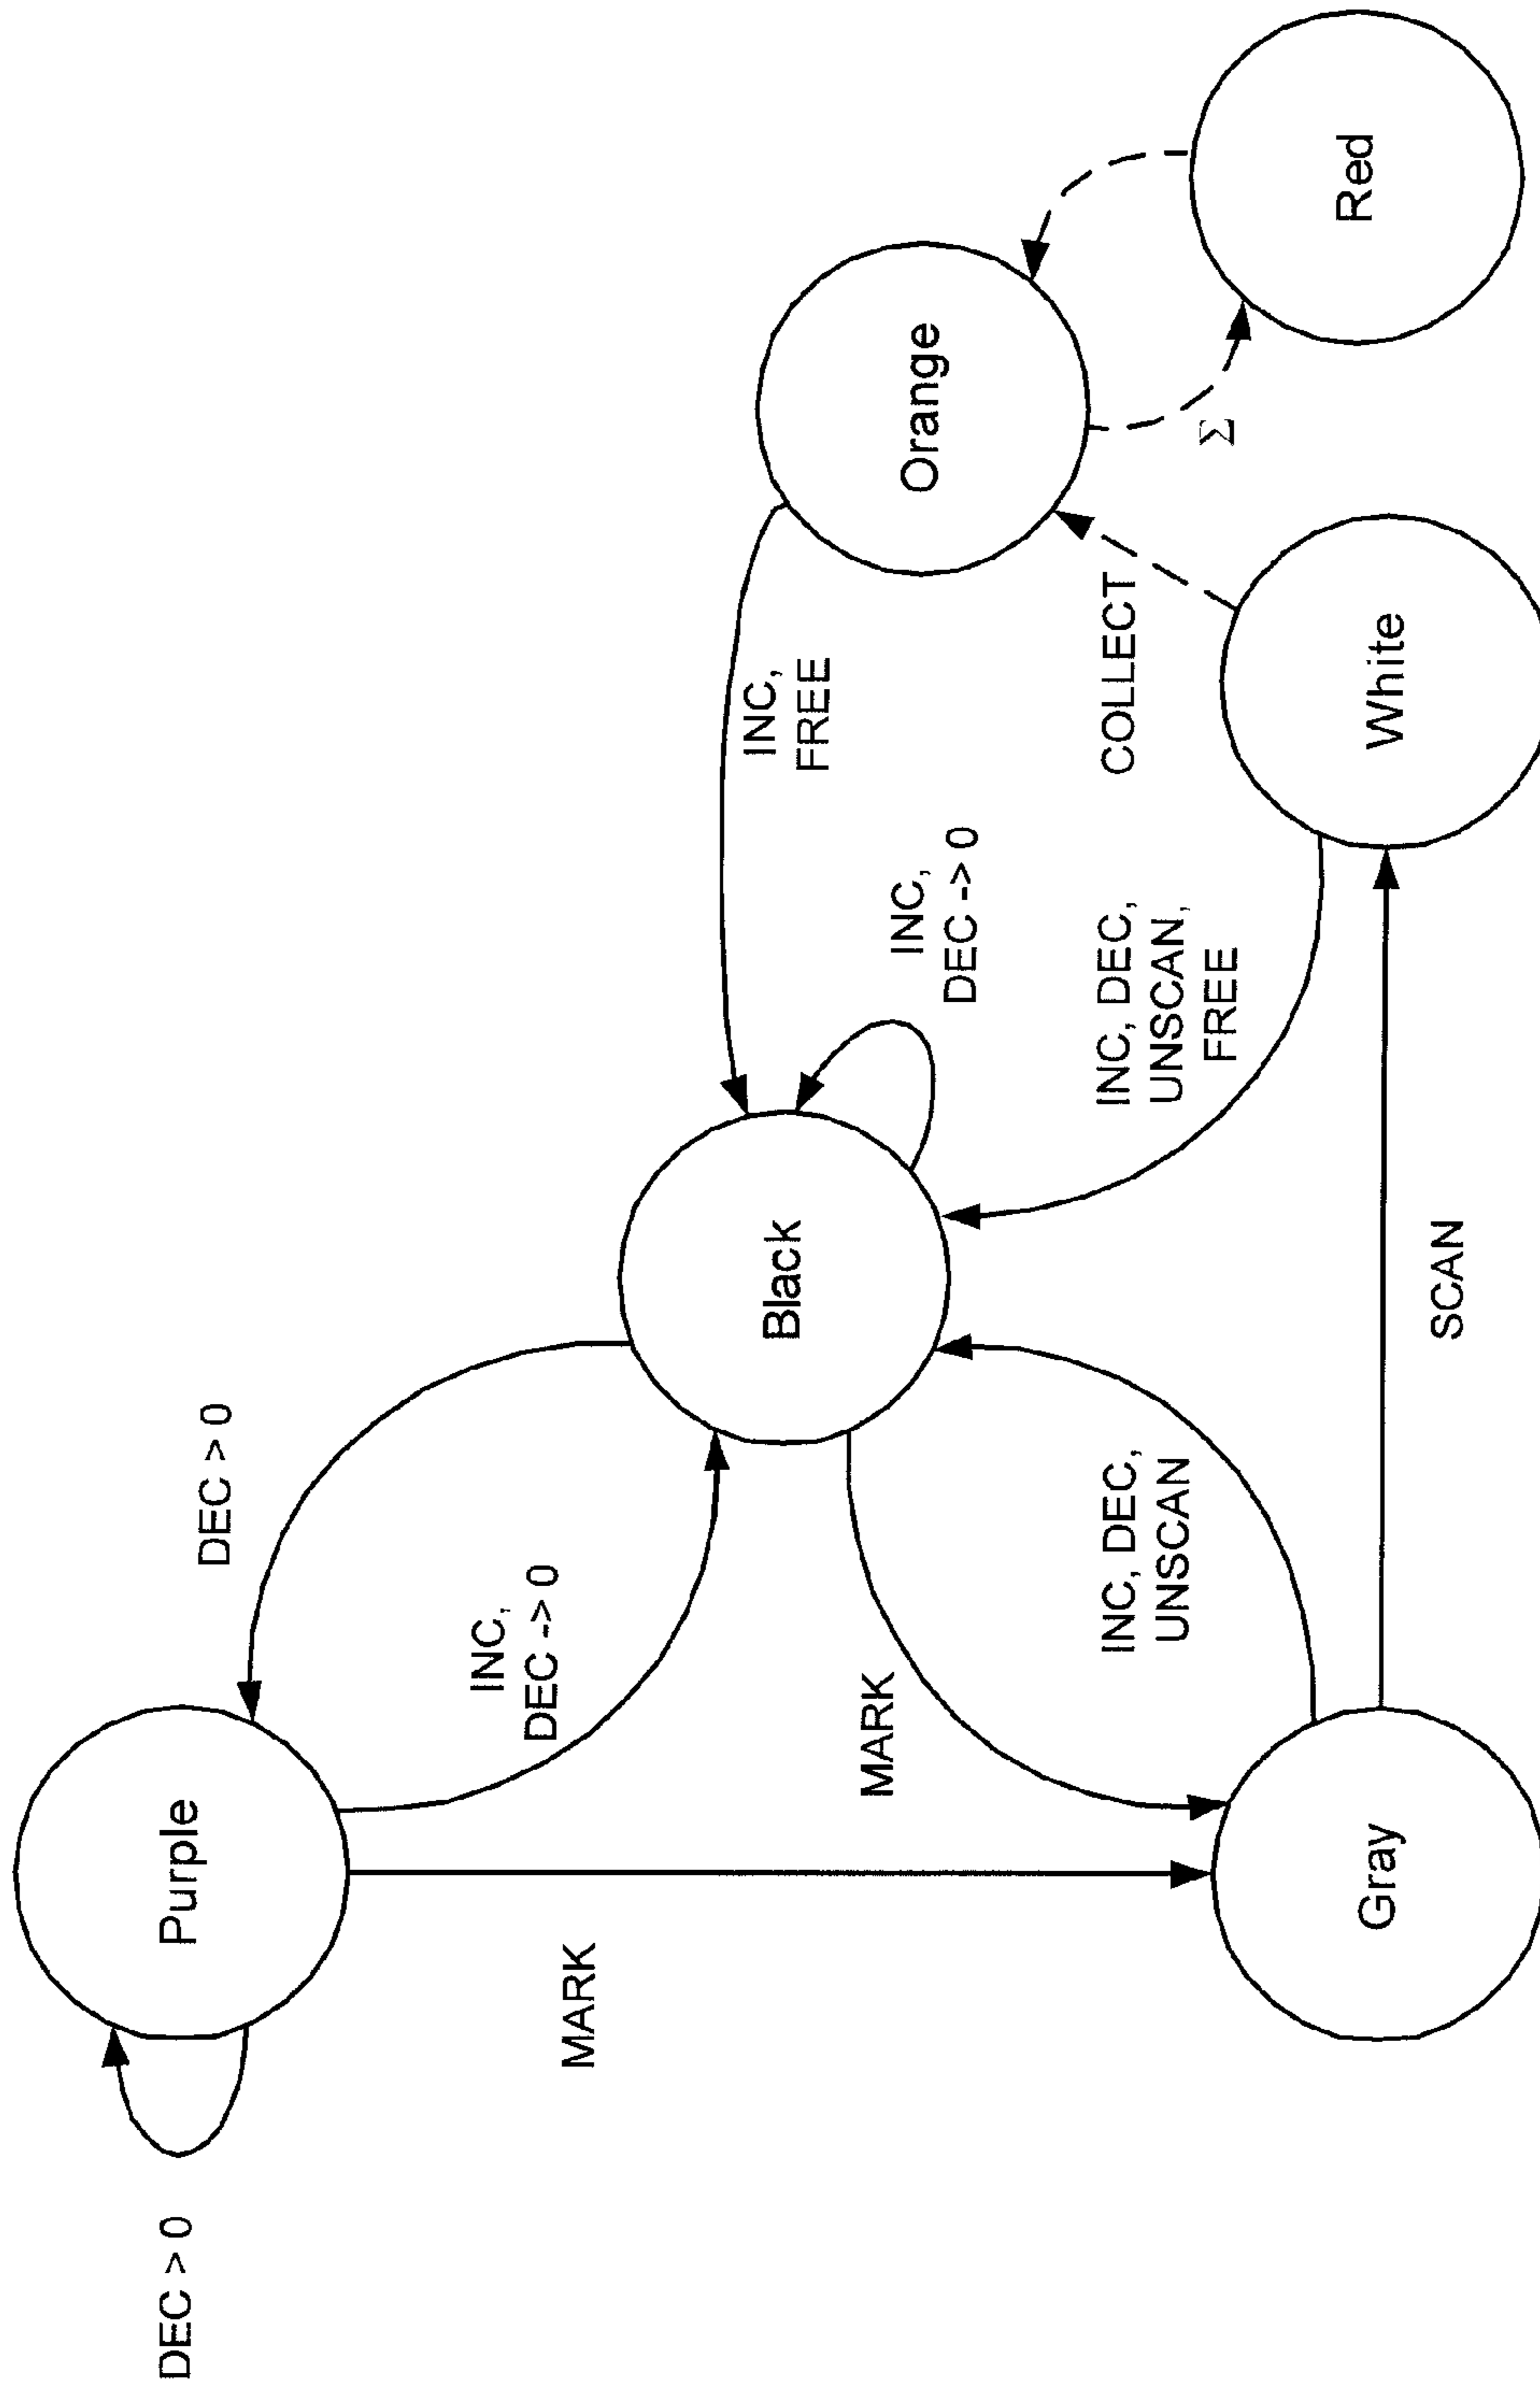 DEC > 0
Purple
DEC > 0
INC,
DEC -> 0
MARK
Black
INC,
FREE
MARK
INC,
DEC -> 0
Orange
INC, DEC,
UNSCAN
INC, DEC,
UNSCAN,
FREE
COLLECT
Σ
Gray
SCAN
White
Red